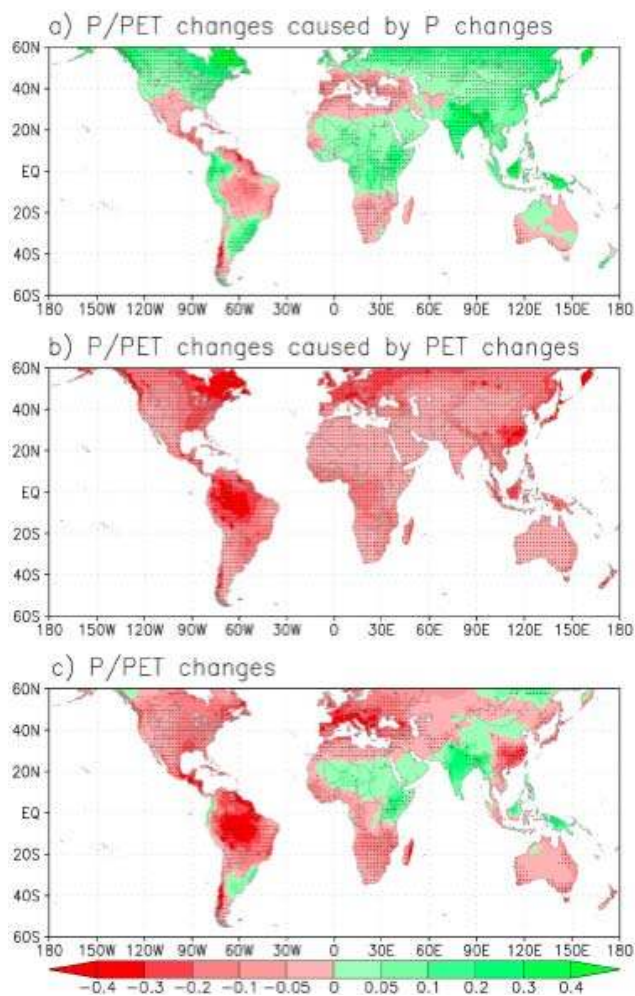 a) P/PET changes caused by P changes
60N
40N
20N
EQ
20S
40S
60S
180 150W 120W 90W 60W 30W 0 30E 60E 90E 120E 150E 180
b) P/PET changes caused by PET changes
60N
40N
20N
EQ
20S
40S
60S
180 150W 120W 90W 60W 30W 0 30E 60E 90E 120E 150E 180
c) P/PET changes
60N
40N
20N
EQ
20S
40S
60S
180 150W 120W 90W 60W 30W 0 30E 60E 90E 120E 150E 180
-0.4 -0.3 -0.2 -0.1 -0.05 0 0.05 0.1 0.2 0.3 0.4